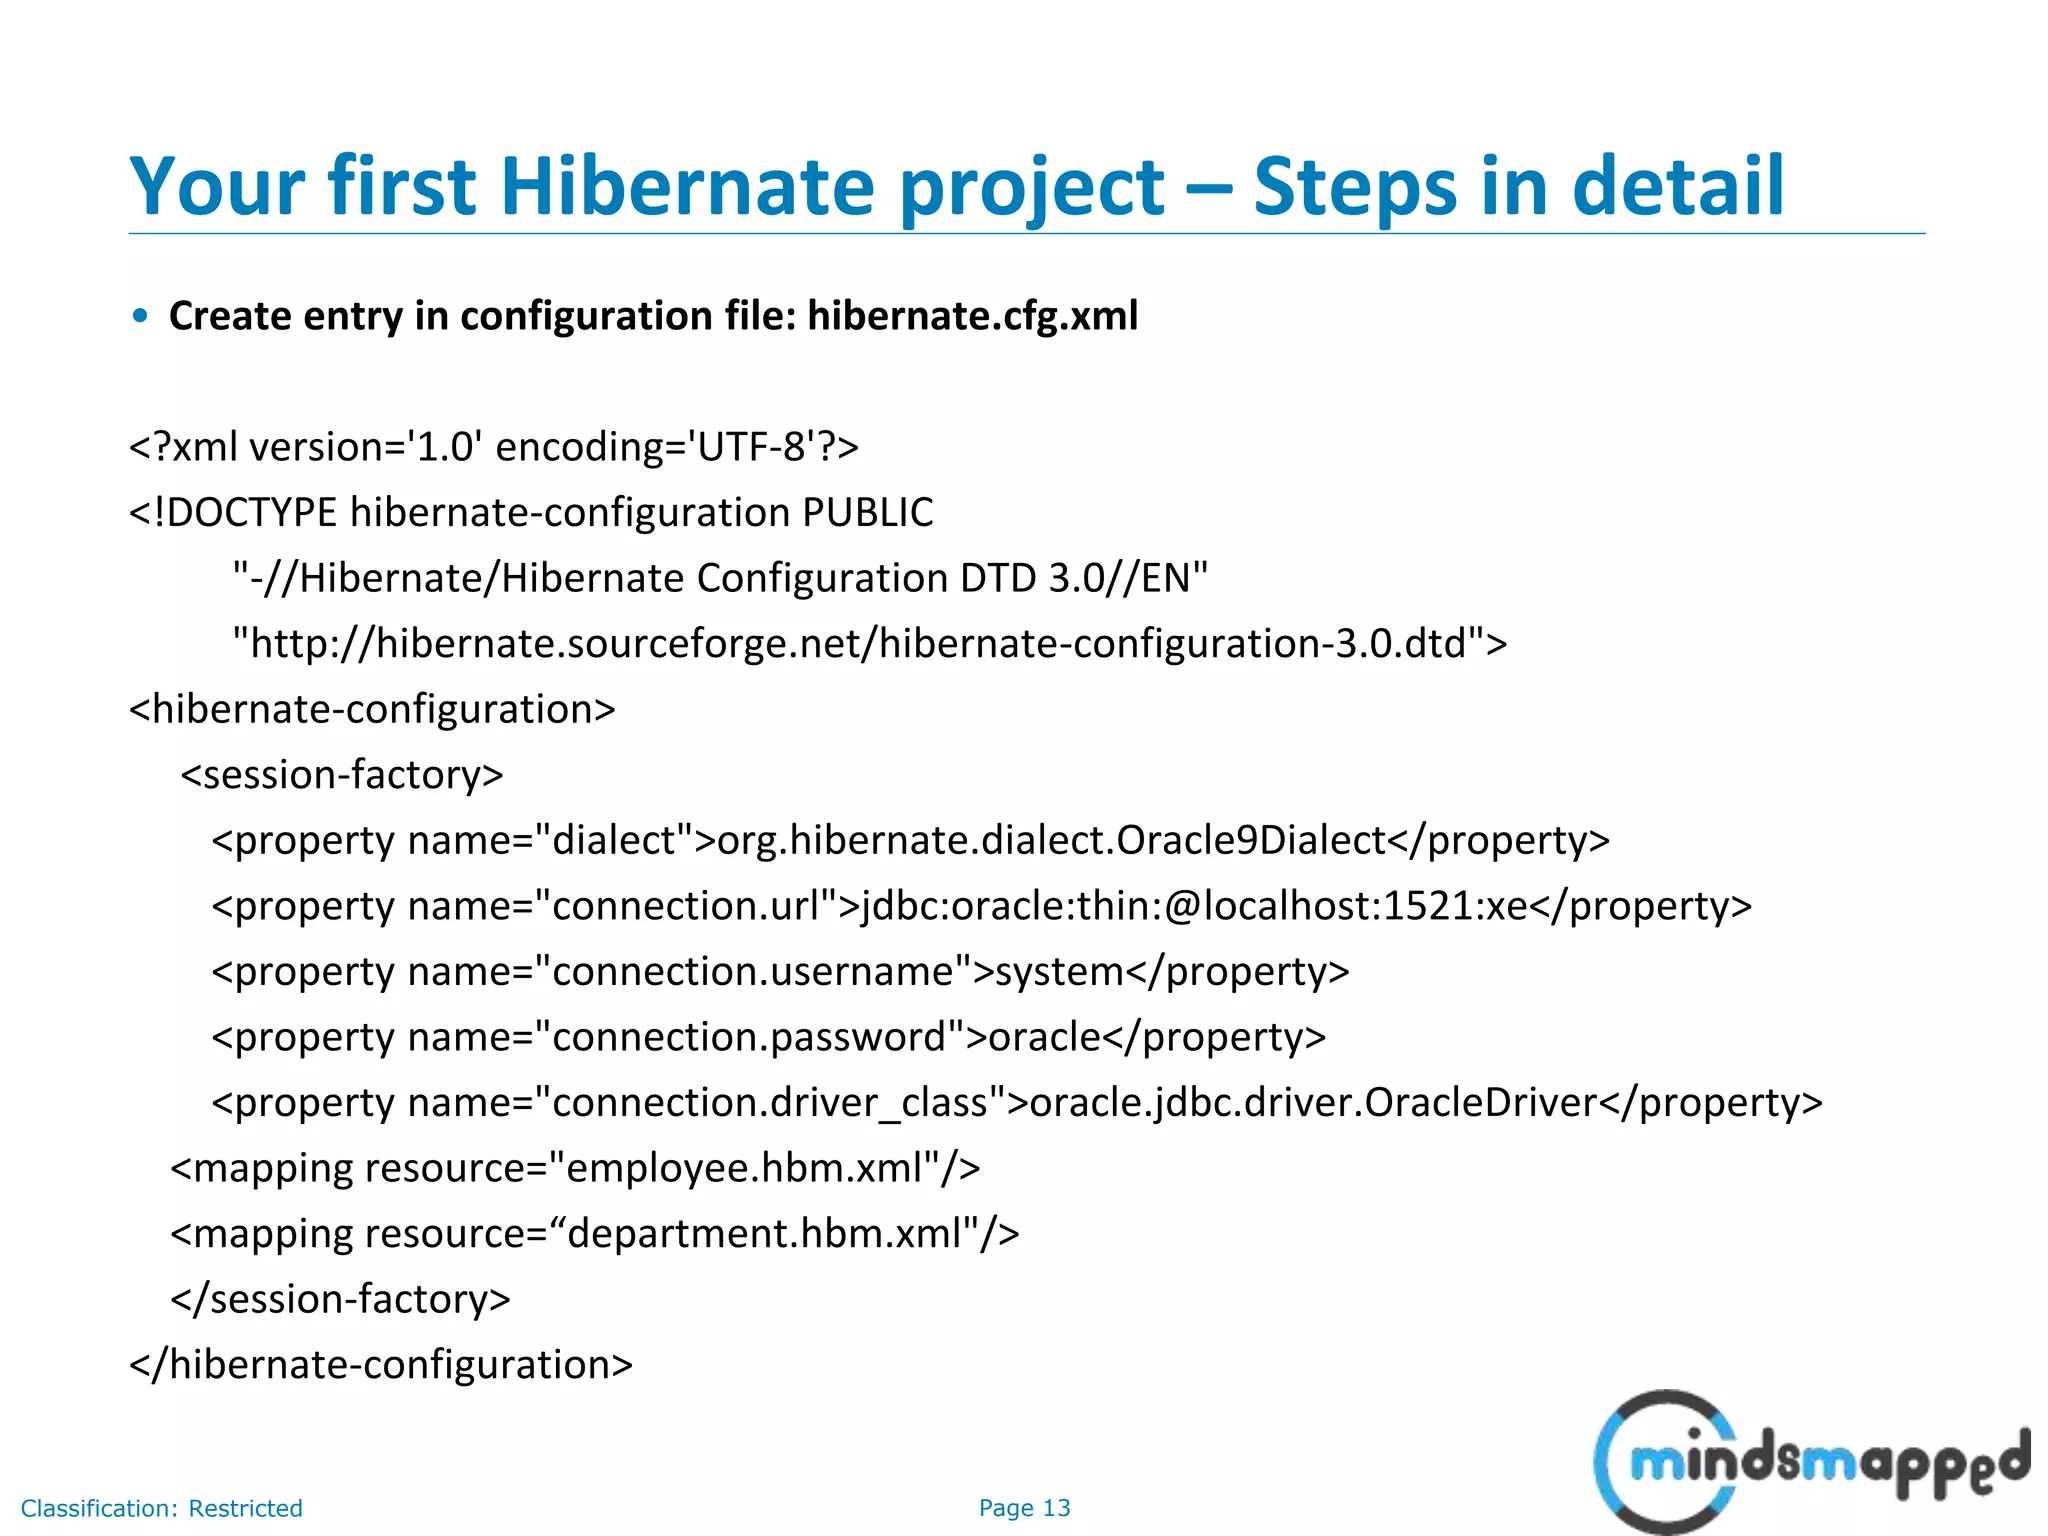 Your first Hibernate project – Steps in detail
• Create entry in configuration file: hibernate.cfg.xml
<?xml version='1.0' encoding='UTF-8'?>
<!DOCTYPE hibernate-configuration PUBLIC
"-//Hibernate/Hibernate Configuration DTD 3.0//EN"
"http://hibernate.sourceforge.net/hibernate-configuration-3.0.dtd">
<hibernate-configuration>
<session-factory>
<property name="dialect">org.hibernate.dialect.Oracle9Dialect</property>
<property name="connection.url">jdbc:oracle:thin:@localhost:1521:xe</property>
<property name="connection.username">system</property>
<property name="connection.password">oracle</property>
<property name="connection.driver_class">oracle.jdbc.driver.OracleDriver</property>
<mapping resource="employee.hbm.xml"/>
<mapping resource=“department.hbm.xml"/>
</session-factory>
</hibernate-configuration>
mindsmapped
Classification: Restricted
Page 13